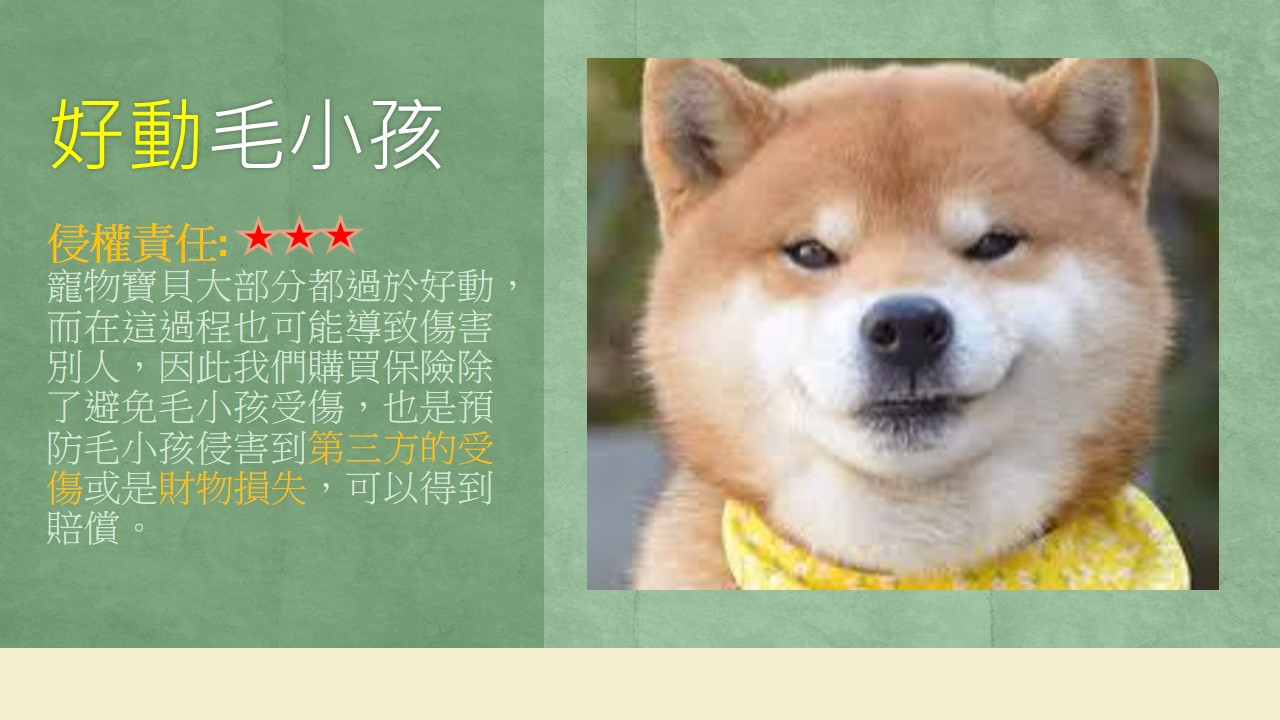 好動毛小孩
侵權責任:★★★
寵物寶貝大部分都過於好動，
而在這過程也可能導致傷害
別人，因此我們購買保險除
了避免毛小孩受傷，也是預
防毛小孩侵害到第三方的受
傷或是財物損失，可以得到
賠償。